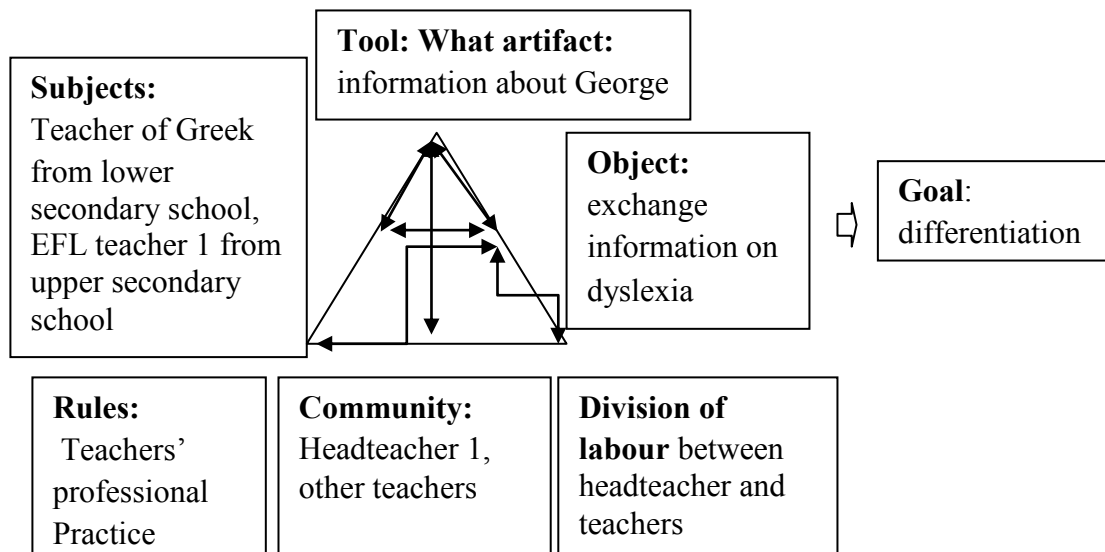 Tool: What artifact:
information about George
Subjects:
Teacher of Greek
from lower
secondary school,
EFL teacher 1 from
upper secondary
school
Object:
exchange
information on
dyslexia
Goal:
differentiation
Rules:
Teachers’
professional
Practice
Community:
Headteacher 1,
other teachers
Division of
labour between
headteacher and
teachers